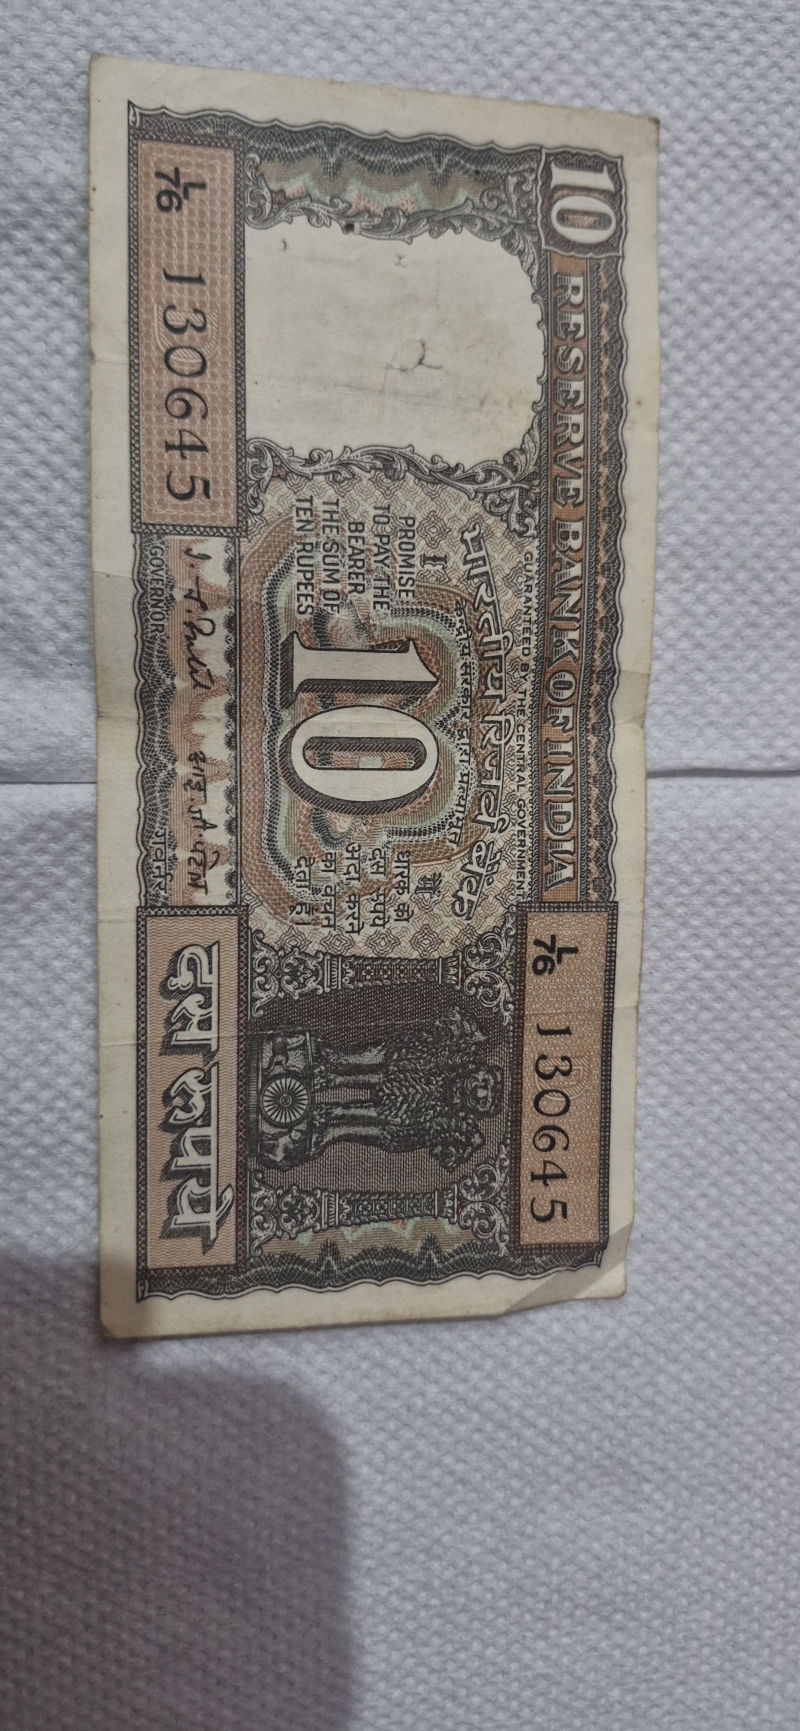 10 RESERVE BANK OF INDIA
GUARANTEED BY THE CENTRAL GOVERNMENT
L/76 130645
भारतीय रिज़र्व बैंक
केन्द्रीय सरकार द्वारा प्रत्याभूत
I
PROMISE
TO PAY THE
BEARER
THE SUM OF
TEN RUPEES
10
मैं
धारक को
दस रुपये
अदा करने
का वचन
देता हूँ।
L/76 130645
GOVERNOR
आई. जी. पटेल
गवर्नर
दस रुपये